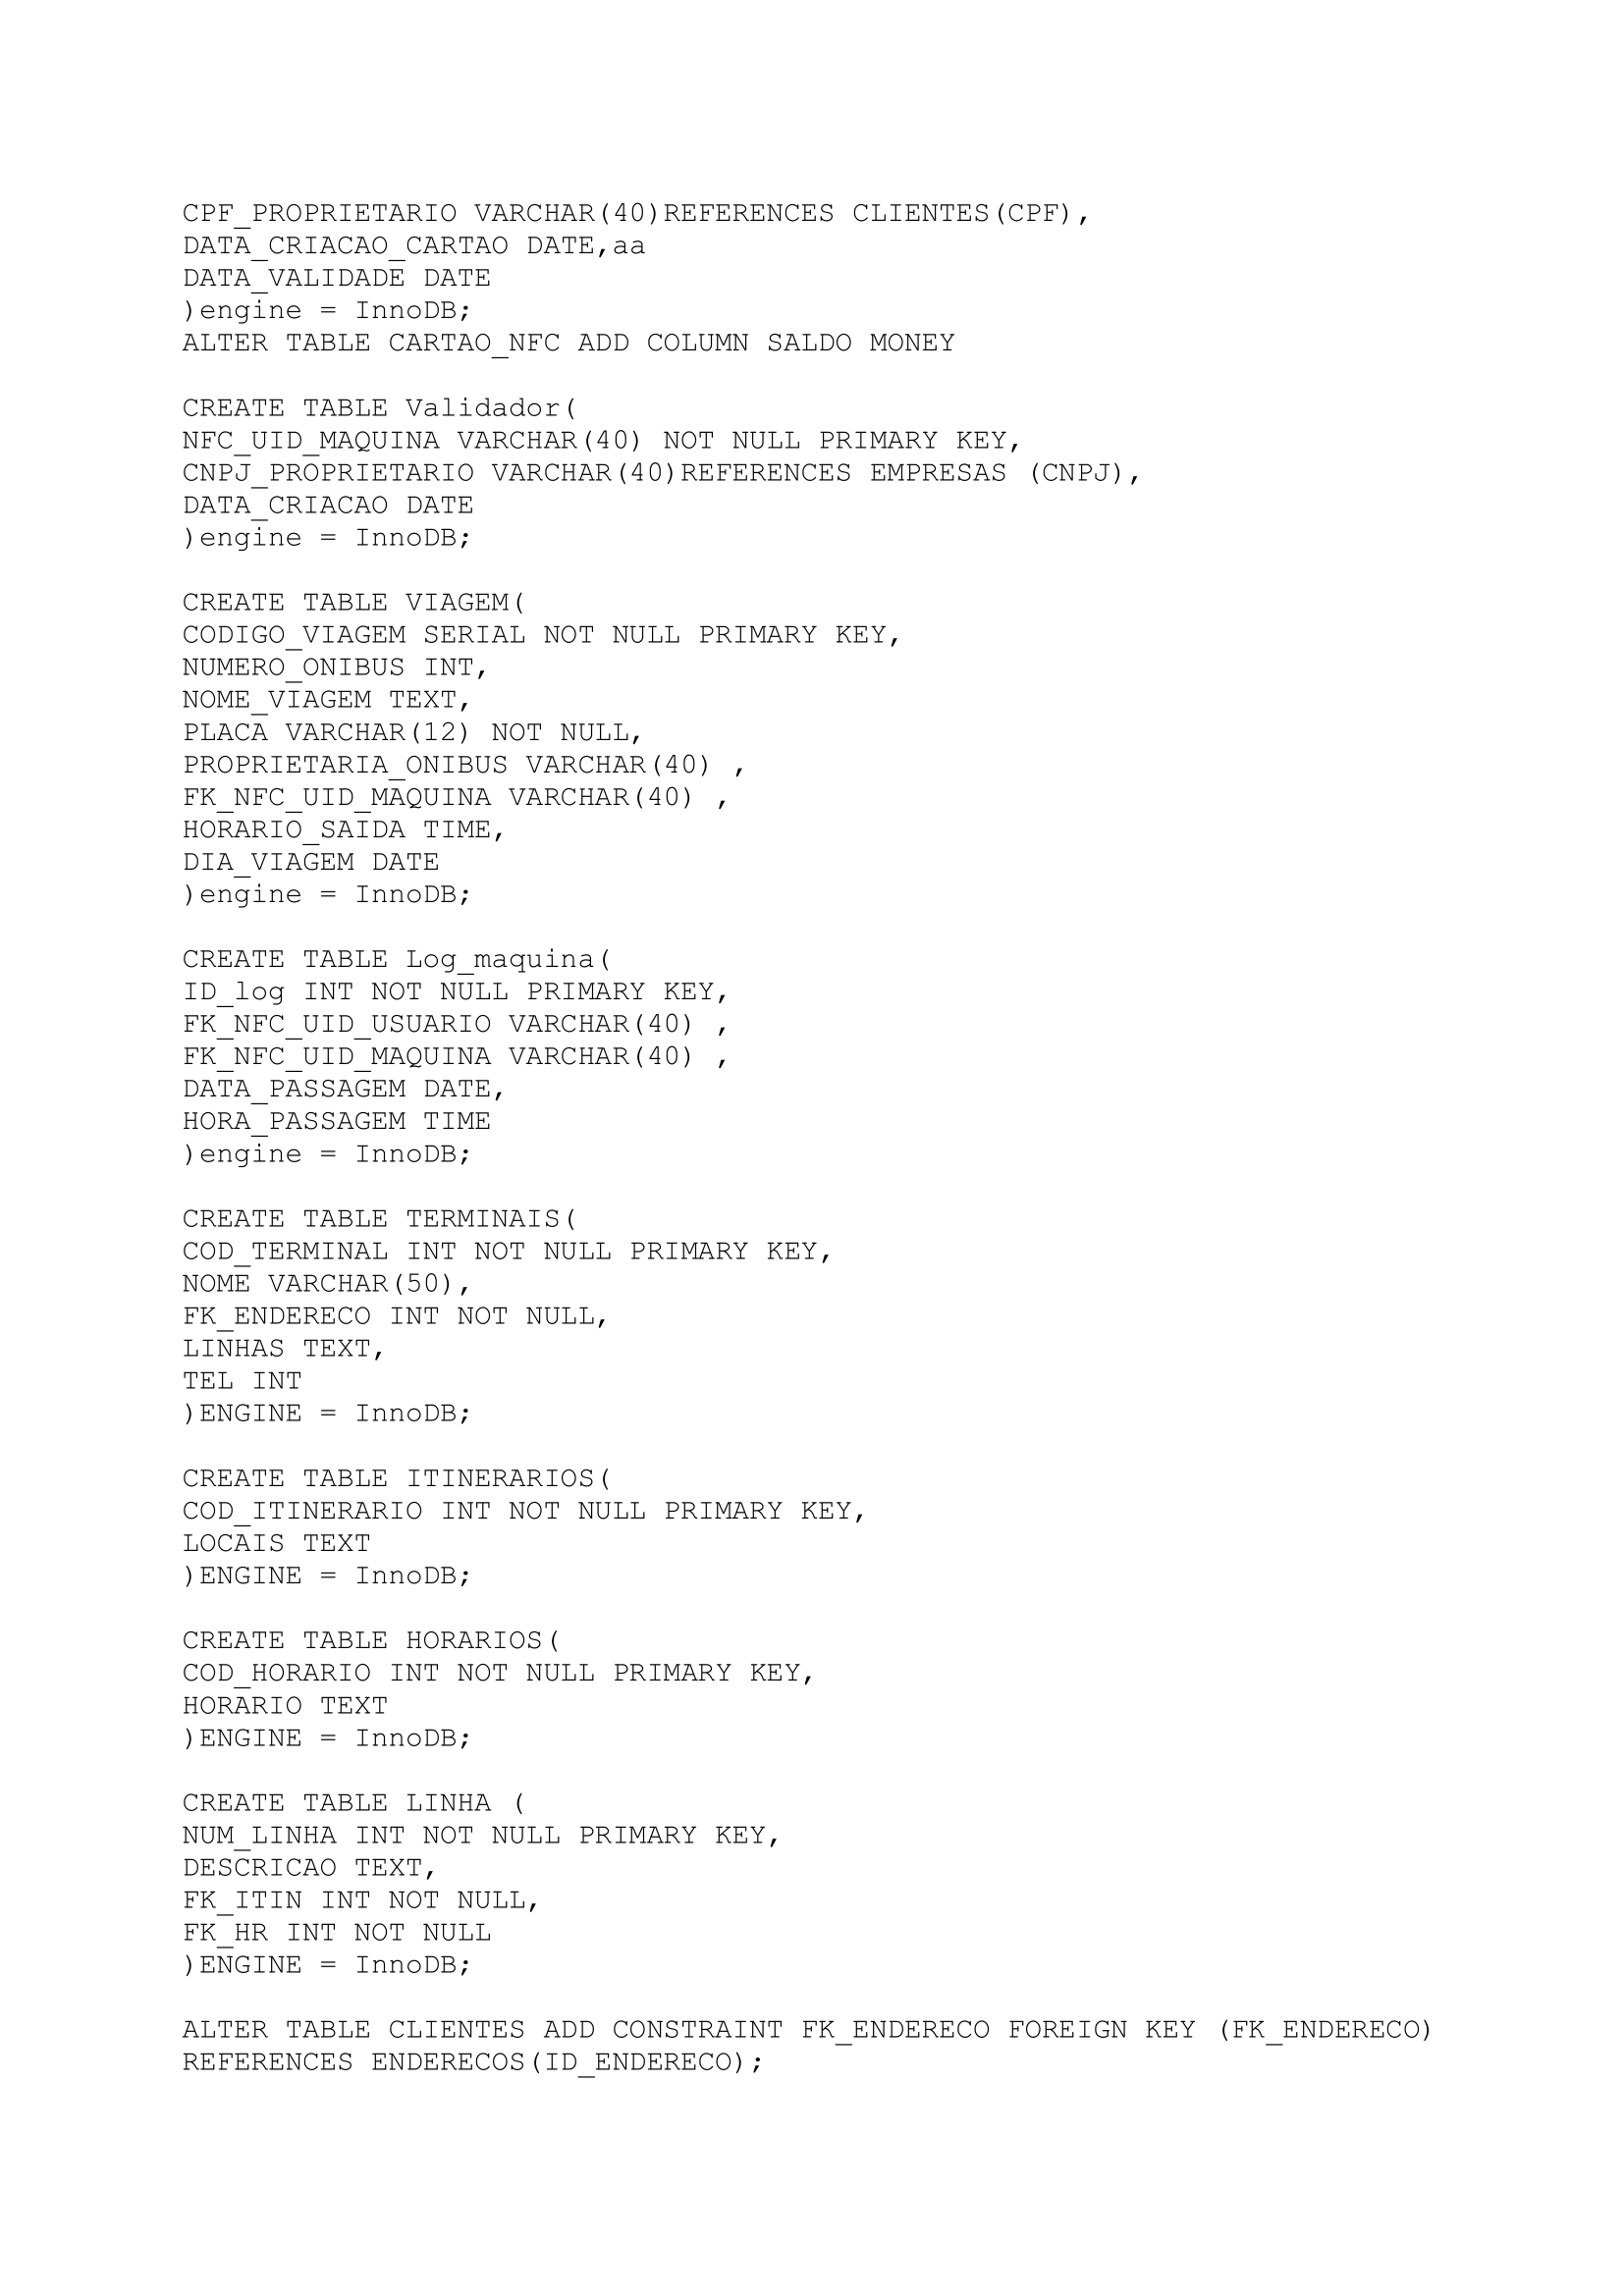 CPF_PROPRIETARIO VARCHAR(40)REFERENCES CLIENTES(CPF),
DATA_CRIACAO_CARTAO DATE,aa
DATA_VALIDADE DATE
)engine = InnoDB;
ALTER TABLE CARTAO_NFC ADD COLUMN SALDO MONEY
CREATE TABLE Validador(
NFC_UID_MAQUINA VARCHAR(40) NOT NULL PRIMARY KEY,
CNPJ_PROPRIETARIO VARCHAR(40)REFERENCES EMPRESAS (CNPJ),
DATA_CRIACAO DATE
)engine = InnoDB;
CREATE TABLE VIAGEM(
CODIGO_VIAGEM SERIAL NOT NULL PRIMARY KEY,
NUMERO_ONIBUS INT,
NOME_VIAGEM TEXT,
PLACA VARCHAR(12) NOT NULL,
PROPRIETARIA_ONIBUS VARCHAR(40) ,
FK_NFC_UID_MAQUINA VARCHAR(40) ,
HORARIO_SAIDA TIME,
DIA_VIAGEM DATE
)engine = InnoDB;
CREATE TABLE Log_maquina(
ID_log INT NOT NULL PRIMARY KEY,
FK_NFC_UID_USUARIO VARCHAR(40) ,
FK_NFC_UID_MAQUINA VARCHAR(40) ,
DATA_PASSAGEM DATE,
HORA_PASSAGEM TIME
)engine = InnoDB;
CREATE TABLE TERMINAIS(
COD_TERMINAL INT NOT NULL PRIMARY KEY,
NOME VARCHAR(50),
FK_ENDERECO INT NOT NULL,
LINHAS TEXT,
TEL INT
)ENGINE = InnoDB;
CREATE TABLE ITINERARIOS(
COD_ITINERARIO INT NOT NULL PRIMARY KEY,
LOCAIS TEXT
)ENGINE = InnoDB;
CREATE TABLE HORARIOS(
COD_HORARIO INT NOT NULL PRIMARY KEY,
HORARIO TEXT
)ENGINE = InnoDB;
CREATE TABLE LINHA (
NUM_LINHA INT NOT NULL PRIMARY KEY,
DESCRICAO TEXT,
FK_ITIN INT NOT NULL,
FK_HR INT NOT NULL
)ENGINE = InnoDB;
ALTER TABLE CLIENTES ADD CONSTRAINT FK_ENDERECO FOREIGN KEY (FK_ENDERECO)
REFERENCES ENDERECOS(ID_ENDERECO);